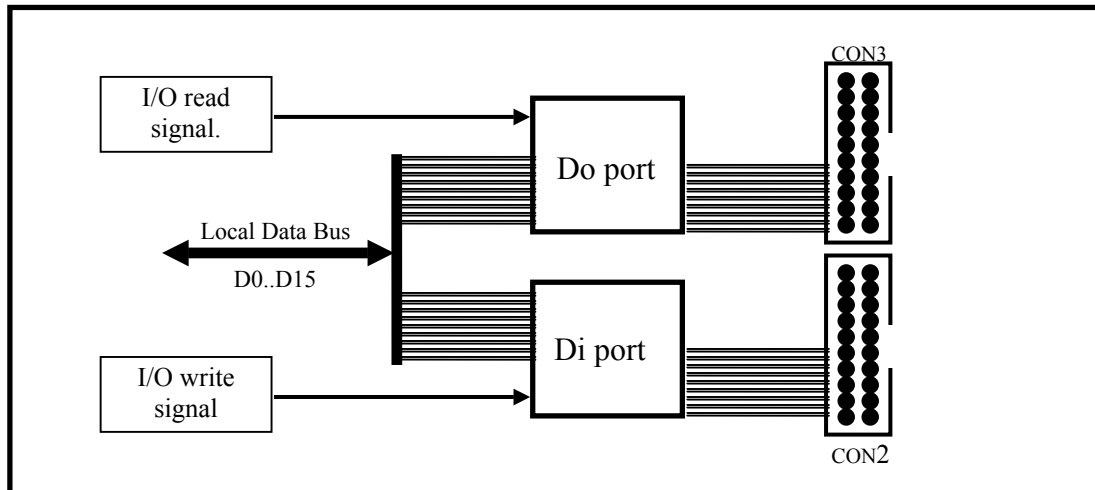 CON3
I/O read
signal.
Do port
Local Data Bus
D0..D15
Di port
I/O write
signal
CON2